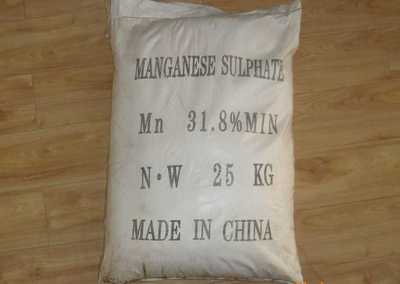 MANGANESE SULPHATE
Mn 31.8%MIN
N·W 25 KG
MADE IN CHINA